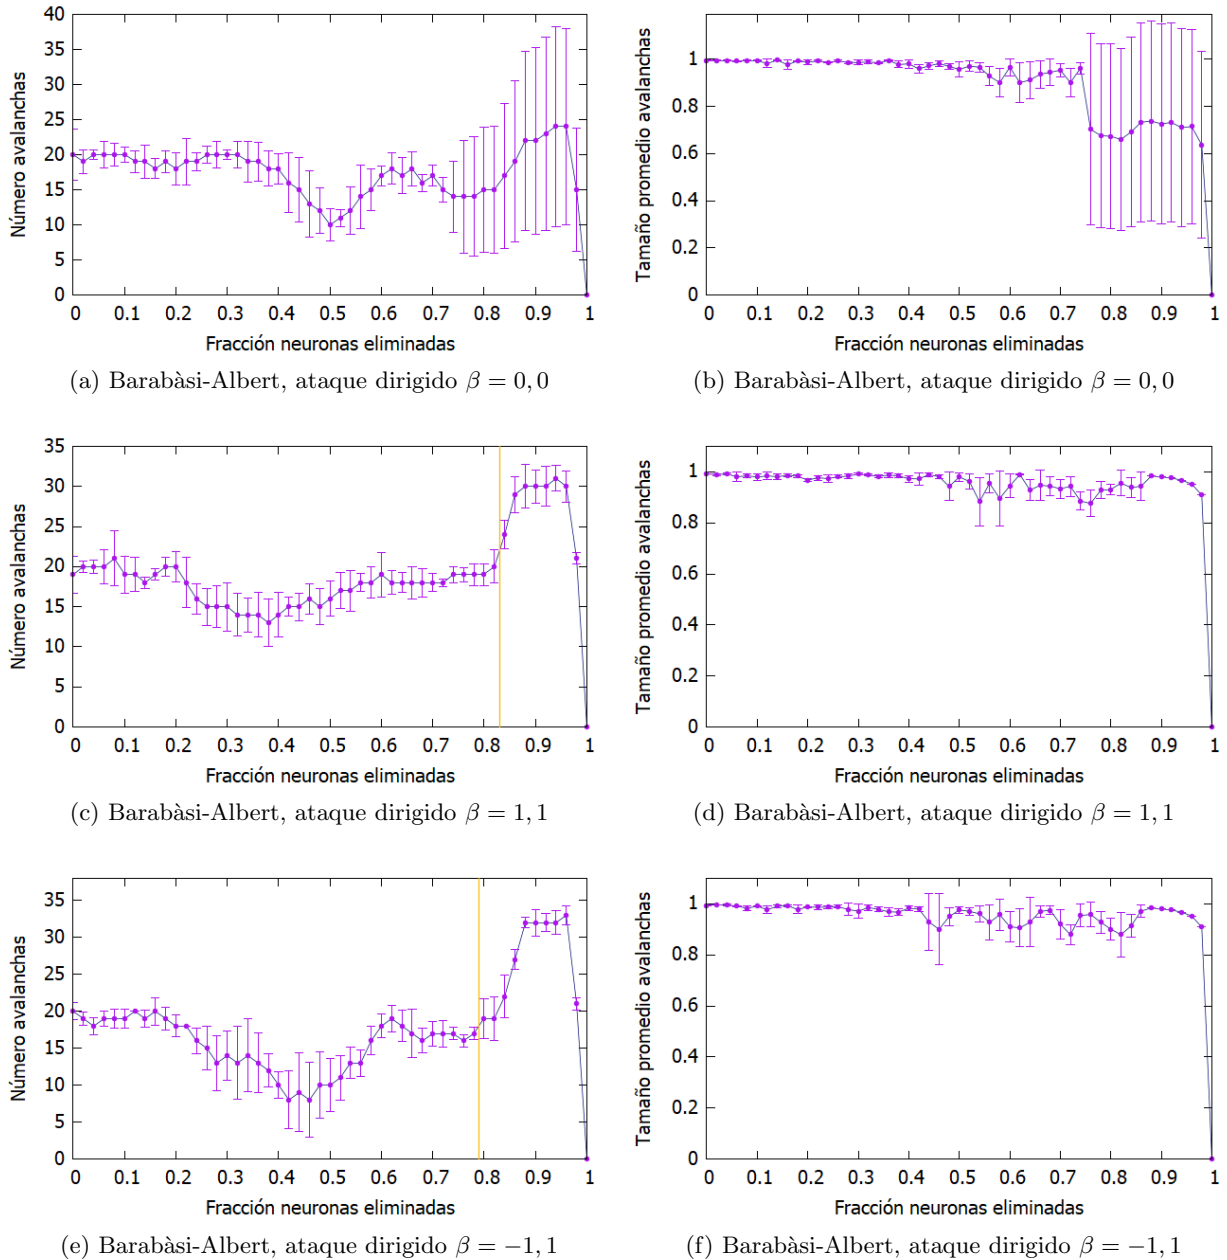 Número avalanchas
40
35
30
25
20
15
10
5
0
0 0.1 0.2 0.3 0.4 0.5 0.6 0.7 0.8 0.9 1
Fracción neuronas eliminadas
(a) Barabàsi-Albert, ataque dirigido β = 0,0
Tamaño promedio avalanchas
1
0.8
0.6
0.4
0.2
0
0 0.1 0.2 0.3 0.4 0.5 0.6 0.7 0.8 0.9 1
Fracción neuronas eliminadas
(b) Barabàsi-Albert, ataque dirigido β = 0,0
Número avalanchas
35
30
25
20
15
10
5
0
0 0.1 0.2 0.3 0.4 0.5 0.6 0.7 0.8 0.9 1
Fracción neuronas eliminadas
(c) Barabàsi-Albert, ataque dirigido β = 1,1
Tamaño promedio avalanchas
1
0.8
0.6
0.4
0.2
0
0 0.1 0.2 0.3 0.4 0.5 0.6 0.7 0.8 0.9 1
Fracción neuronas eliminadas
(d) Barabàsi-Albert, ataque dirigido β = 1,1
Número avalanchas
35
30
25
20
15
10
5
0
0 0.1 0.2 0.3 0.4 0.5 0.6 0.7 0.8 0.9 1
Fracción neuronas eliminadas
(e) Barabàsi-Albert, ataque dirigido β = −1,1
Tamaño promedio avalanchas
1
0.8
0.6
0.4
0.2
0
0 0.1 0.2 0.3 0.4 0.5 0.6 0.7 0.8 0.9 1
Fracción neuronas eliminadas
(f) Barabàsi-Albert, ataque dirigido β = −1,1